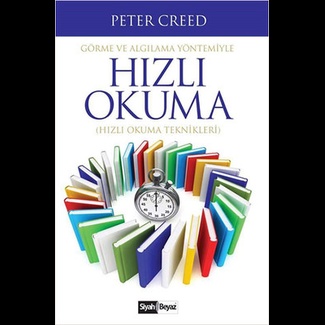 PETER CREED
GÖRME VE ALGILAMA YÖNTEMİYLE
HIZLI
OKUMA
(HIZLI OKUMA TEKNİKLERİ)
Siyah Beyaz